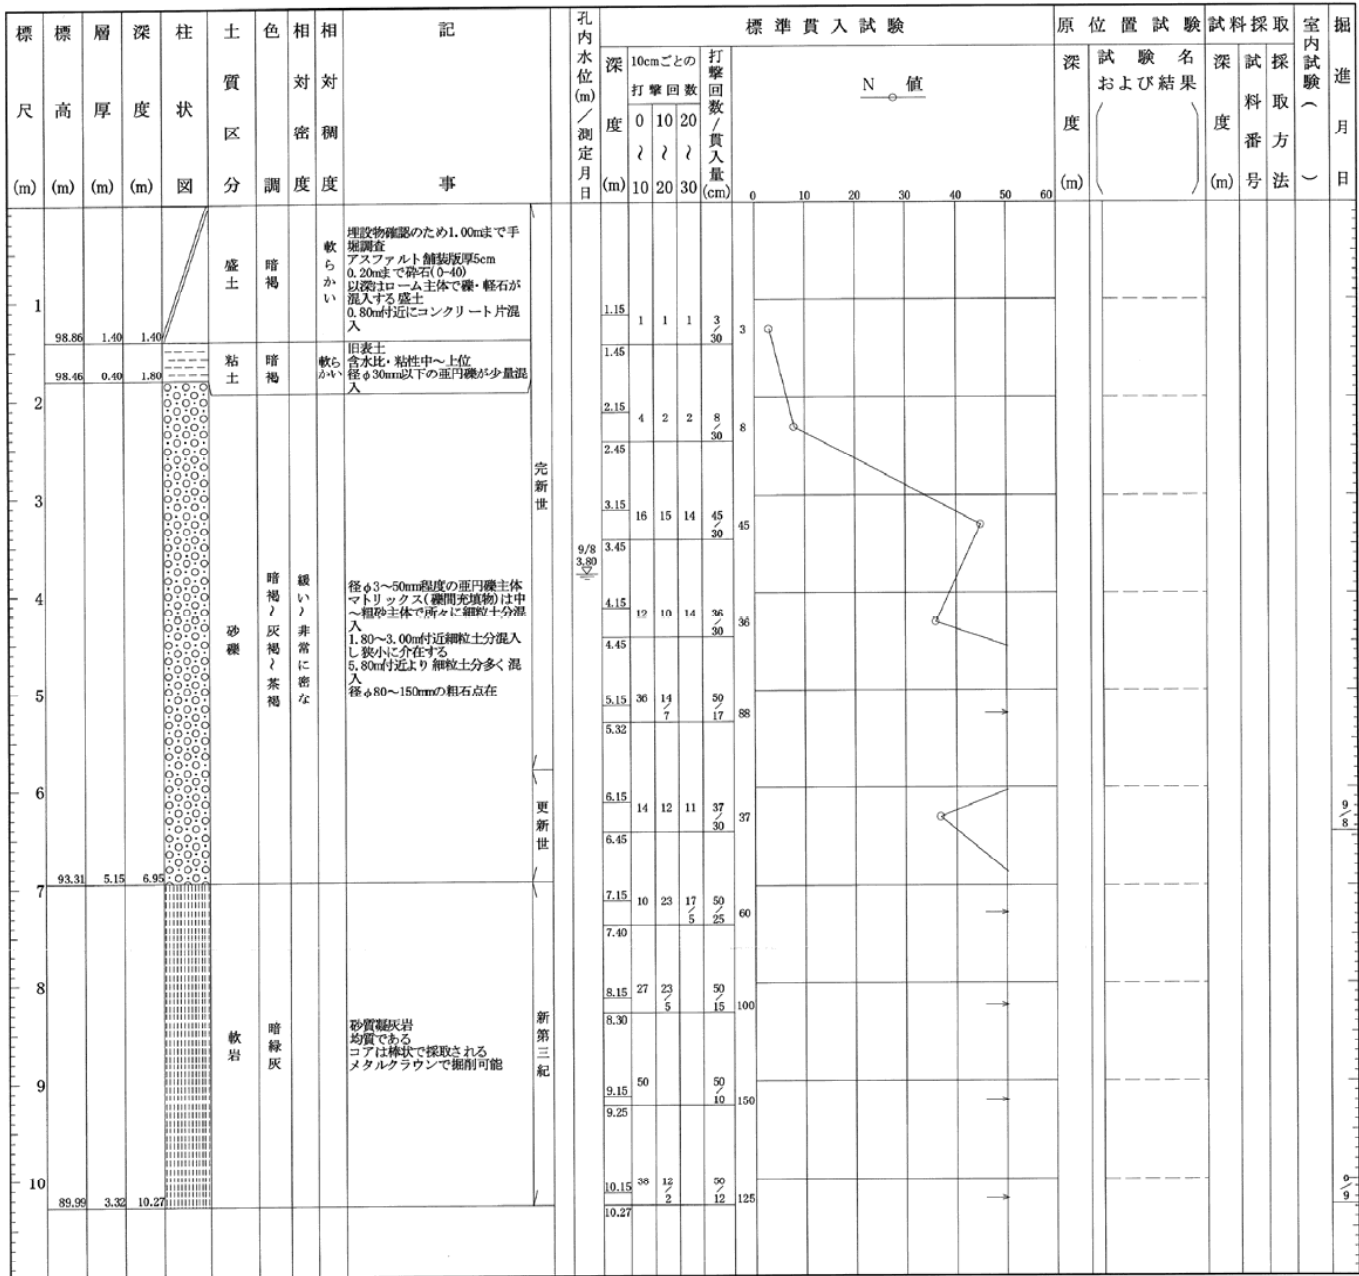 標尺(m)
標高(m)
層厚(m)
深度(m)
柱状図
土質区分
色調
相対密度
相対稠度
記事
孔内水位(m)／測定月日
標準貫入試験
深度(m)
10cmごとの
打撃回数
0〜10
10〜20
20〜30
打撃回数/貫入量(cm)
N 値
0 10 20 30 40 50 60
原位置試験
深度(m)
試験名
および結果
試料採取
深度(m)
試料番号
採取方法
室内試験( )
掘進月日
盛土
暗褐
軟らかい
埋設物確認のため1.00mまで手
堀調査
アスファルト舗装版厚5cm
0.20mまで砕石(0-40)
以深はローム主体で礫・軽石が
混入する盛土
0.80m付近にコンクリート片混
入
1
98.86 1.40 1.40
粘土
暗褐
軟らかい
旧表土
含水比・粘性中〜上位
径φ30mm以下の亜円礫が少量混
入
98.46 0.40 1.80
2
3
4
5
6
砂礫
暗褐〜灰褐〜茶褐
緩い〜非常に密な
径φ3〜50mm程度の亜円礫主体
マトリックス(礫間充填物)は中
〜粗砂主体で所々に細粒土分混
入
1.80〜3.00m付近細粒土分混入
し狭小に介在する
5.80m付近より細粒土分多く混
入
径φ80〜150mmの粗石点在
完新世
更新世
93.31 5.15 6.95
7
8
9
10
軟岩
暗緑灰
砂質凝灰岩
均質である
コアは棒状で採取される
メタルクラウンで掘削可能
新第三紀
89.99 3.32 10.27
9/8
3.80
1.15 1 1 1 3/30 3
1.45
2.15 4 2 2 8/30 8
2.45
3.15 16 15 14 45/30 45
3.45
4.15 12 10 14 36/30 36
4.45
5.15 36 14/7 50/17 88
5.32
6.15 14 12 11 37/30 37
6.45
7.15 10 23 17/5 50/25 60
7.40
8.15 27 23/5 50/15 100
8.30
9.15 50 50/10 150
9.25
10.15 38 12/2 50/12 125
10.27
9/8
9/9